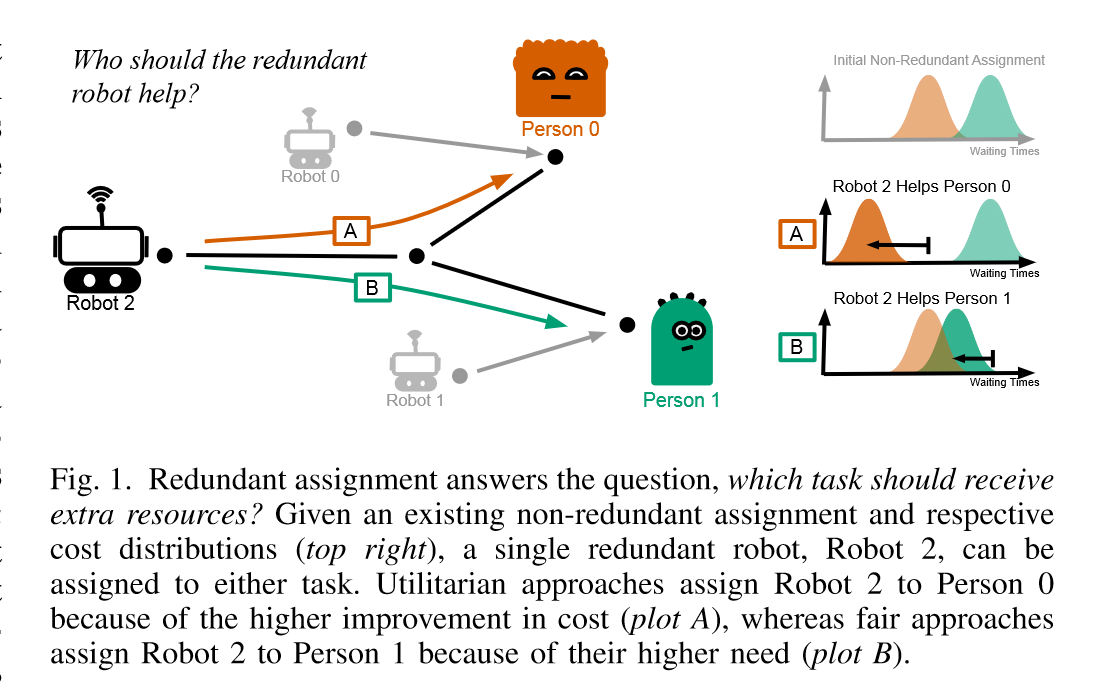 Who should the redundant
robot help?
Person 0
Robot 0
A
Robot 2
B
Robot 1
Person 1
Initial Non-Redundant Assignment
Waiting Times
Robot 2 Helps Person 0
A
Waiting Times
Robot 2 Helps Person 1
B
Waiting Times
Fig. 1. Redundant assignment answers the question, which task should receive
extra resources? Given an existing non-redundant assignment and respective
cost distributions (top right), a single redundant robot, Robot 2, can be
assigned to either task. Utilitarian approaches assign Robot 2 to Person 0
because of the higher improvement in cost (plot A), whereas fair approaches
assign Robot 2 to Person 1 because of their higher need (plot B).